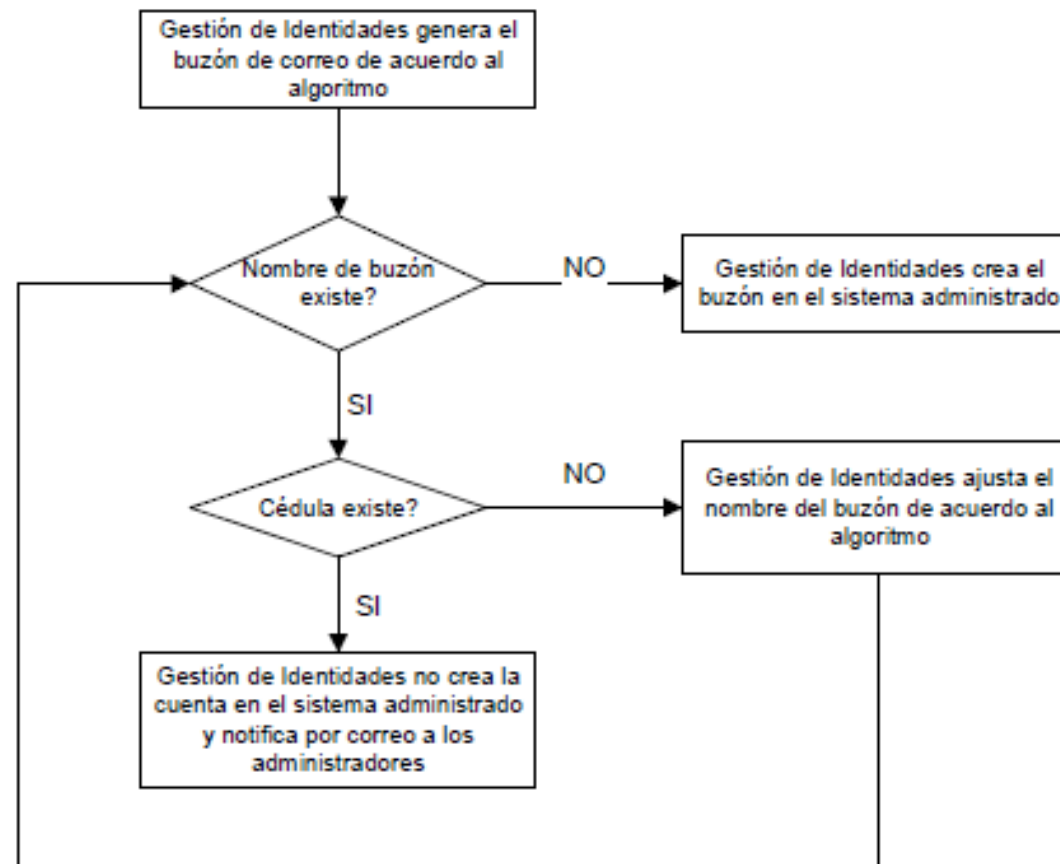 Gestión de Identidades genera el
buzón de correo de acuerdo al
algoritmo
Nombre de buzón
existe?
NO
Gestión de Identidades crea el
buzón en el sistema administrado
SI
Cédula existe?
NO
Gestión de Identidades ajusta el
nombre del buzón de acuerdo al
algoritmo
SI
Gestión de Identidades no crea la
cuenta en el sistema administrado
y notifica por correo a los
administradores